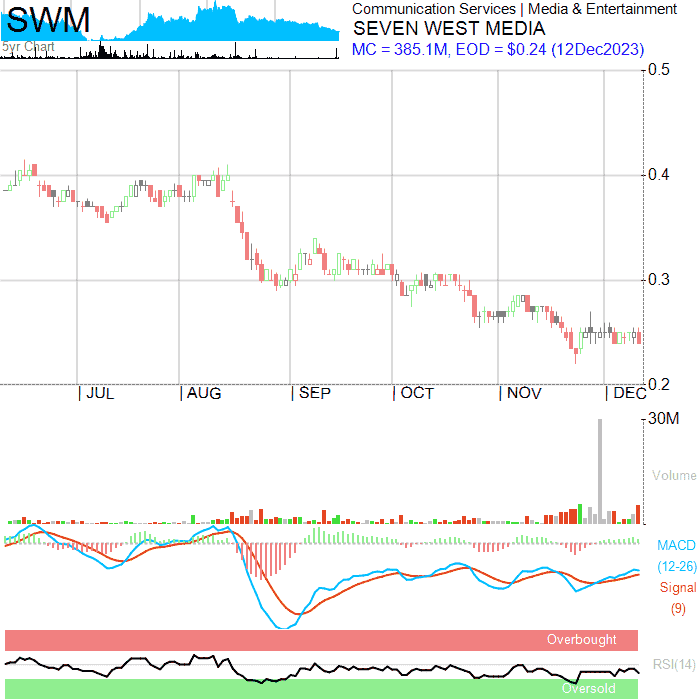 SWM
5yr Chart
Communication Services | Media & Entertainment
SEVEN WEST MEDIA
MC = 385.1M, EOD = $0.24 (12Dec2023)
0.5
0.4
0.3
0.2
| JUL | AUG | SEP | OCT | NOV | DEC
30M
Volume
MACD
(12-26)
Signal
(9)
Overbought
RSI(14)
Oversold